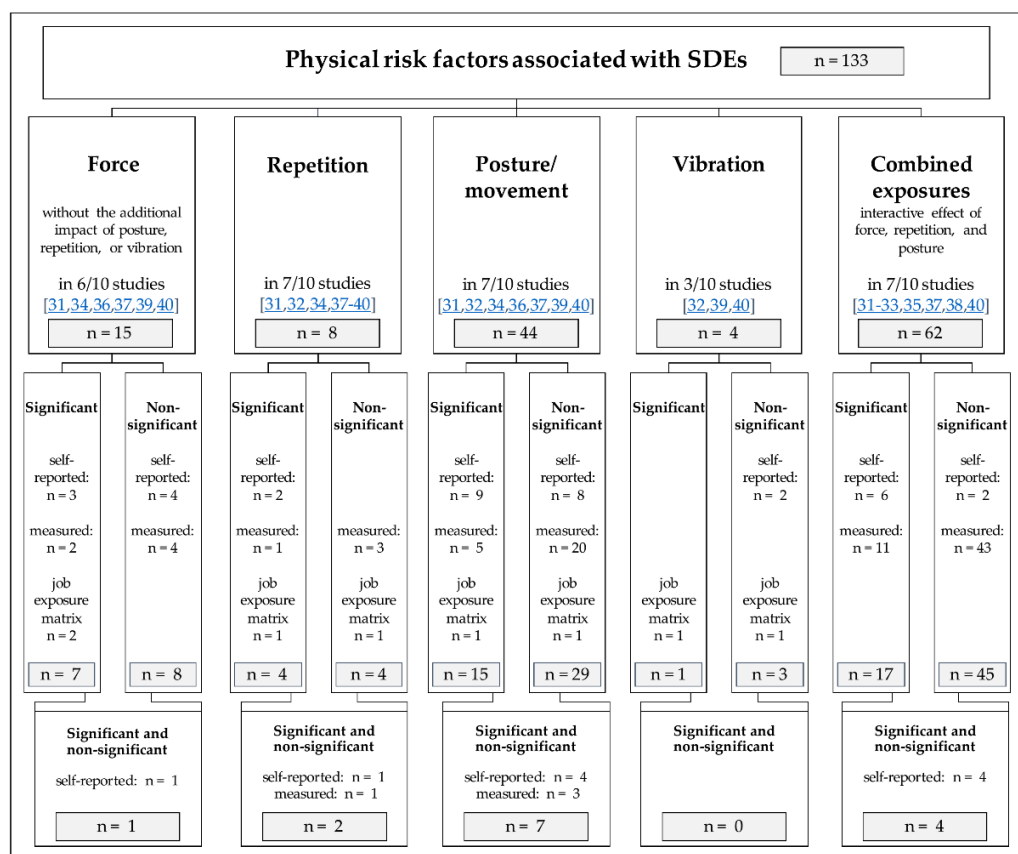 Physical risk factors associated with SDEs
n = 133
Force
without the additional
impact of posture,
repetition, or vibration
in 6/10 studies
[31,34,36,37,39,40]
n = 15
Repetition
in 7/10 studies
[31,32,34,37-40]
n = 8
Posture/
movement
in 7/10 studies
[31,32,34,36,37,39,40]
n = 44
Vibration
in 3/10 studies
[32,39,40]
n = 4
Combined
exposures
interactive effect of
force, repetition, and
posture
in 7/10 studies
[31-33,35,37,38,40]
n = 62
Significant
self-
reported:
n = 3
measured:
n = 2
job
exposure
matrix
n = 2
n = 7
Non-
significant
self-
reported:
n = 4
measured:
n = 4
n = 8
Significant
self-
reported:
n = 2
measured:
n = 1
job
exposure
matrix
n = 1
n = 4
Non-
significant
measured:
n = 3
job
exposure
matrix
n = 1
n = 4
Significant
self-
reported:
n = 9
measured:
n = 5
job
exposure
matrix
n = 1
n = 15
Non-
significant
self-
reported:
n = 8
measured:
n = 20
job
exposure
matrix
n = 1
n = 29
Significant
job
exposure
matrix
n = 1
n = 1
Non-
significant
self-
reported:
n = 2
job
exposure
matrix
n = 1
n = 3
Significant
self-
reported:
n = 6
measured:
n = 11
n = 17
Non-
significant
self-
reported:
n = 2
measured:
n = 43
n = 45
Significant and
non-significant
self-reported: n = 1
n = 1
Significant and
non-significant
self-reported: n = 1
measured: n = 1
n = 2
Significant and
non-significant
self-reported: n = 4
measured: n = 3
n = 7
Significant and
non-significant
n = 0
Significant and
non-significant
self-reported: n = 4
n = 4